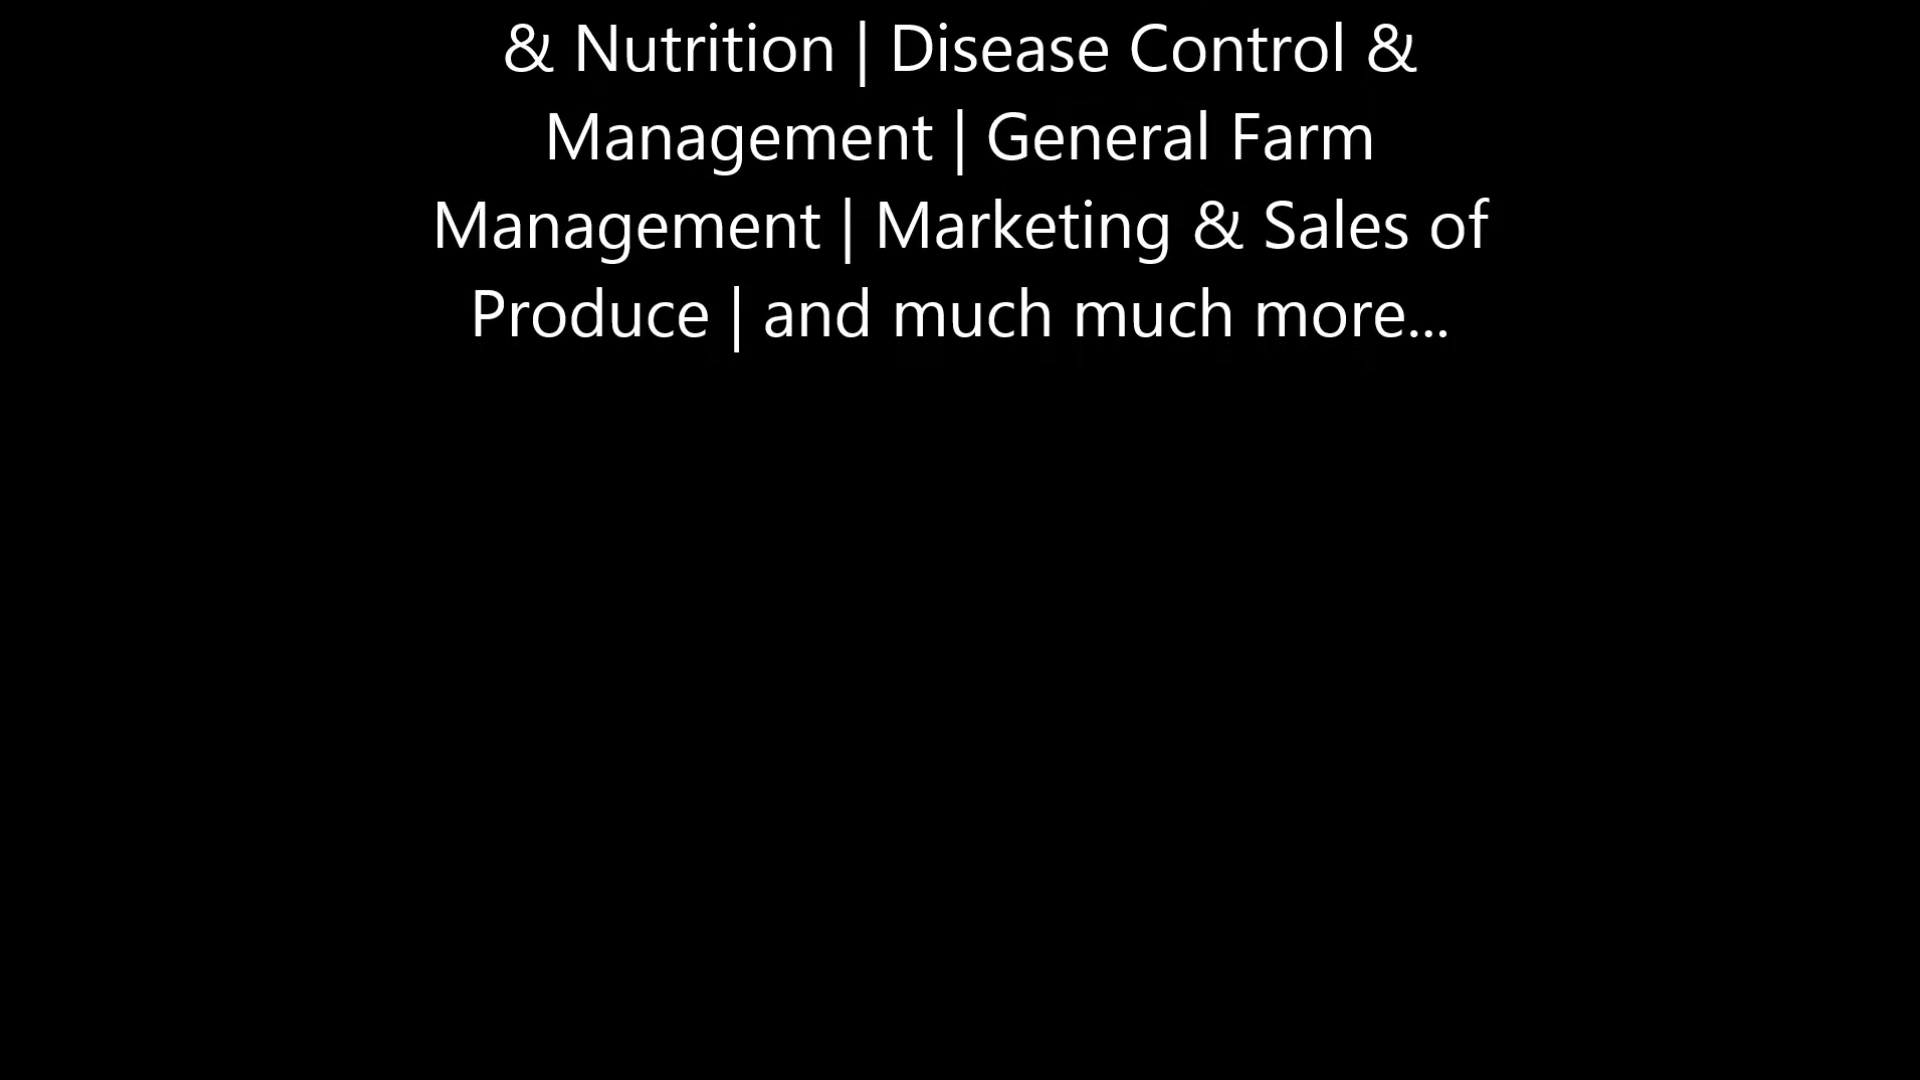 & Nutrition | Disease Control &
Management | General Farm
Management | Marketing & Sales of
Produce | and much much more...